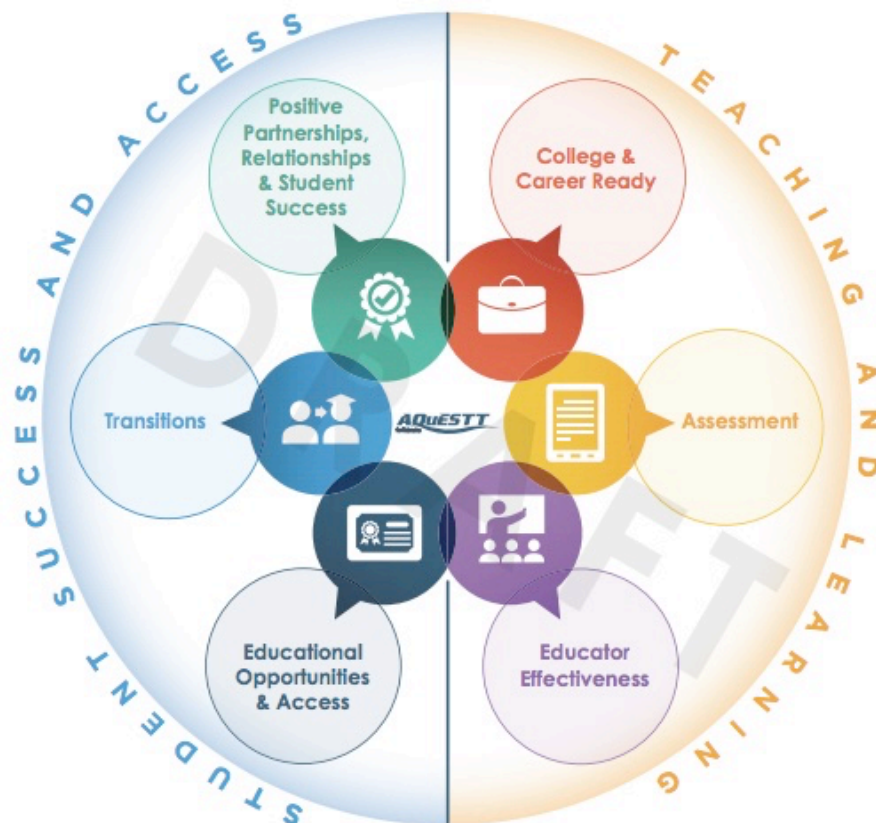 STUDENT SUCCESS AND ACCESS
TEACHING AND LEARNING
Positive
Partnerships,
Relationships
& Student
Success
College &
Career Ready
Transitions
AQuESTT
Assessment
Educational
Opportunities
& Access
Educator
Effectiveness
DRAFT